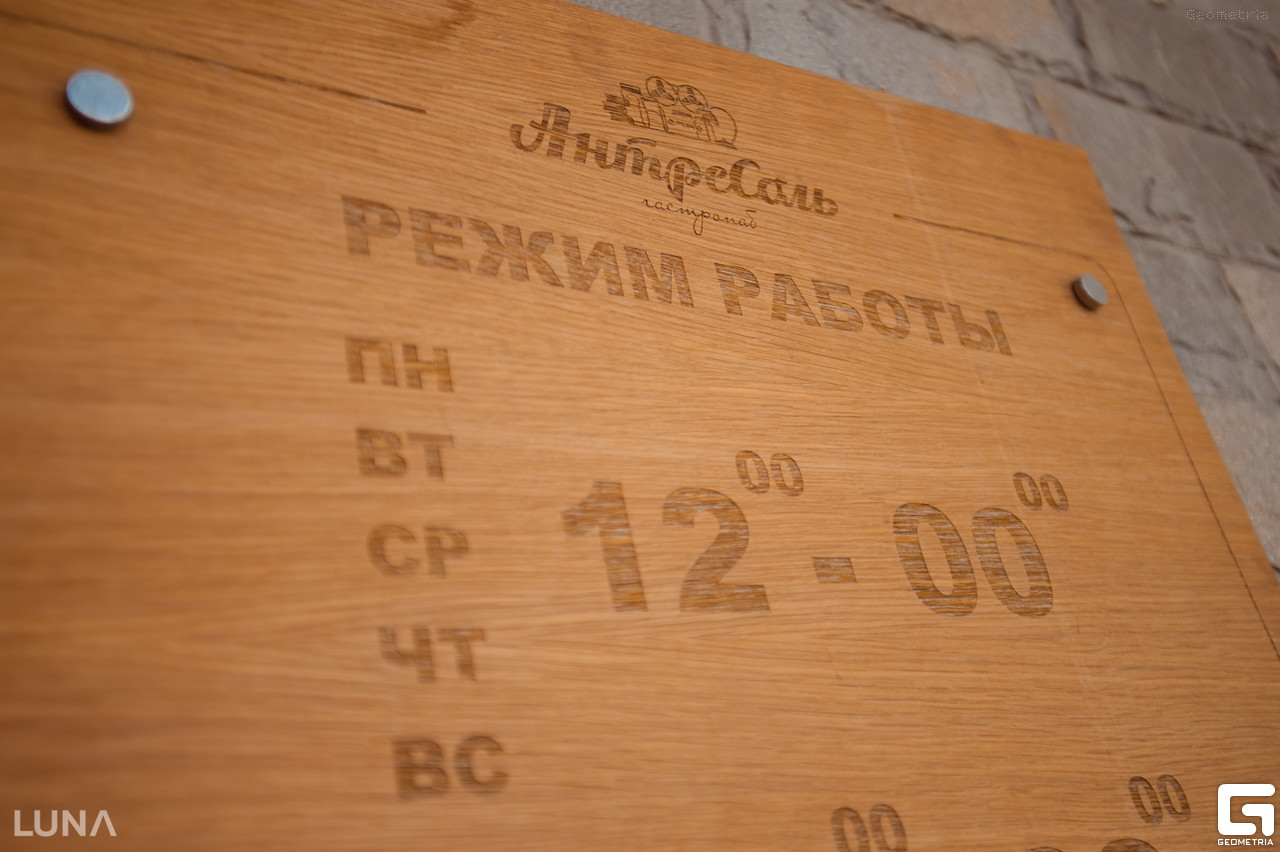 Geometria
АнтреСоль
гастропаб
РЕЖИМ РАБОТЫ
ПН
ВТ
СР
ЧТ
ВС
12 00 - 00 00
00 00
LUNA
GEOMETRIA